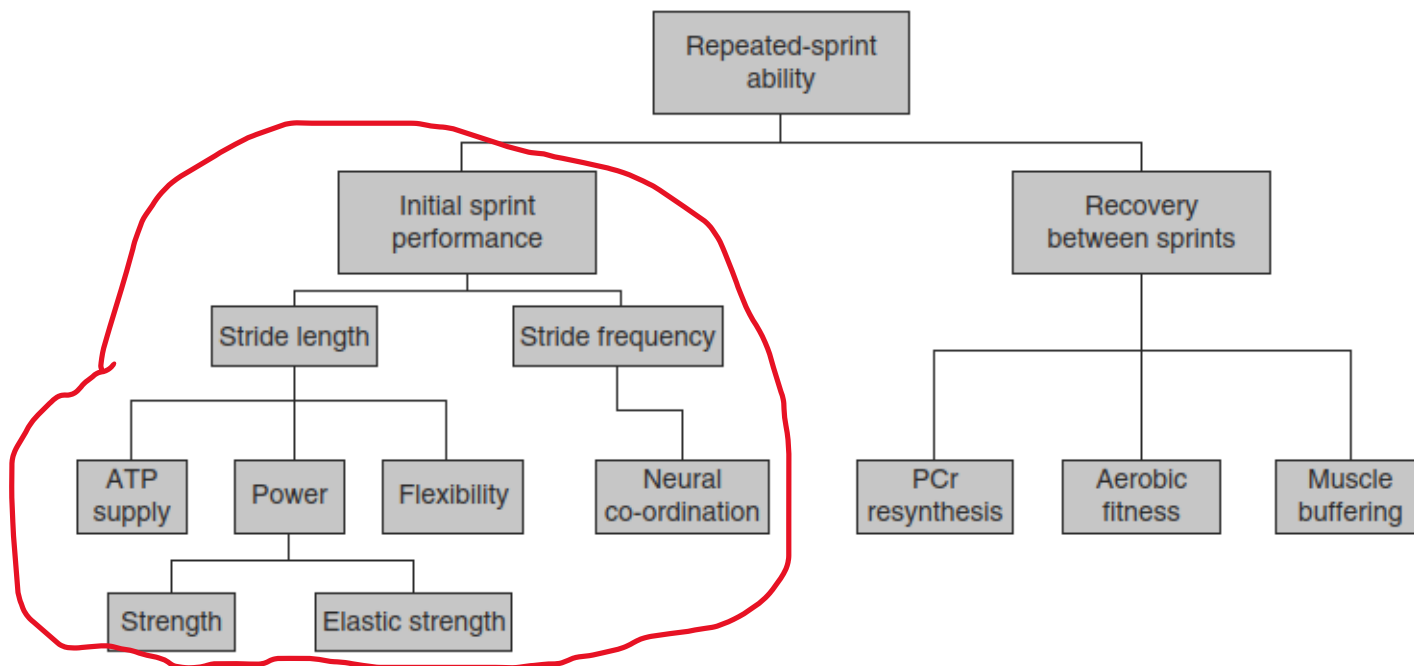 Repeated-sprint
ability
Initial sprint
performance
Recovery
between sprints
Stride length
Stride frequency
ATP
supply
Power
Flexibility
Neural
co-ordination
PCr
resynthesis
Aerobic
fitness
Muscle
buffering
Strength
Elastic strength